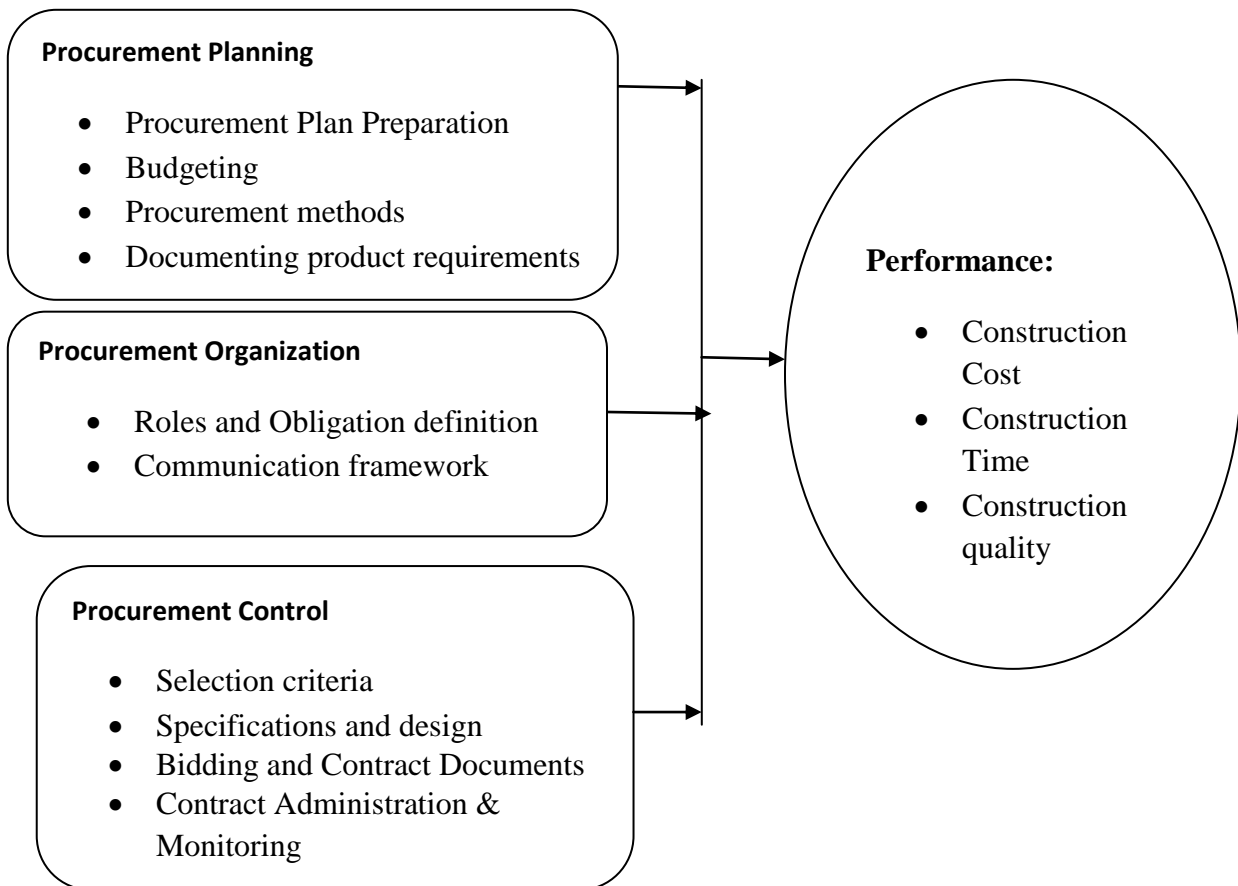 Procurement Planning
• Procurement Plan Preparation
• Budgeting
• Procurement methods
• Documenting product requirements
Procurement Organization
• Roles and Obligation definition
• Communication framework
Procurement Control
• Selection criteria
• Specifications and design
• Bidding and Contract Documents
• Contract Administration &
Monitoring
Performance:
• Construction
Cost
• Construction
Time
• Construction
quality